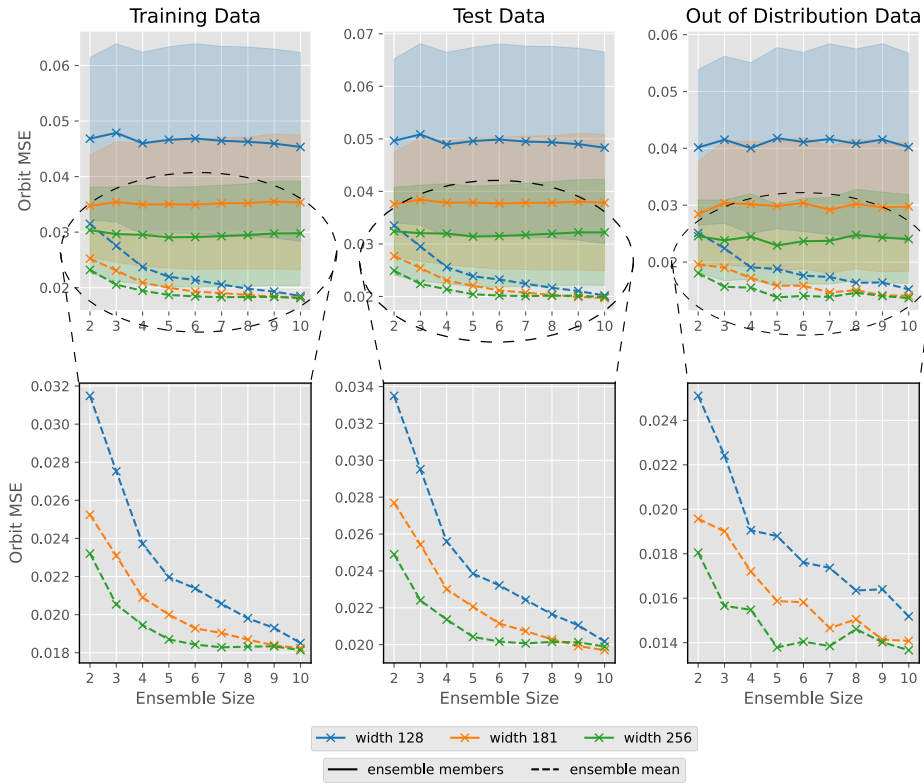 Training Data
Test Data
Out of Distribution Data
Orbit MSE
0.06
0.05
0.04
0.03
0.02
2 3 4 5 6 7 8 9 10
0.07
0.06
0.05
0.04
0.03
0.02
2 3 4 5 6 7 8 9 10
0.06
0.05
0.04
0.03
0.02
2 3 4 5 6 7 8 9 10
Orbit MSE
0.032
0.030
0.028
0.026
0.024
0.022
0.020
0.018
2 3 4 5 6 7 8 9 10
Ensemble Size
0.034
0.032
0.030
0.028
0.026
0.024
0.022
0.020
2 3 4 5 6 7 8 9 10
Ensemble Size
0.024
0.022
0.020
0.018
0.016
0.014
2 3 4 5 6 7 8 9 10
Ensemble Size
width 128 width 181 width 256
ensemble members ensemble mean